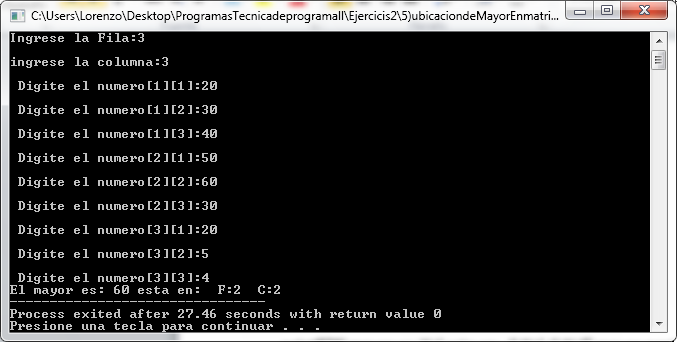 C:\Users\Lorenzo\Desktop\ProgramasTecnicadeprogramaII\Ejercicis2\5)ubicaciondeMayorEnmatri...
Ingrese la Fila:3
ingrese la columna:3
Digite el numero[1][1]:20
Digite el numero[1][2]:30
Digite el numero[1][3]:40
Digite el numero[2][1]:50
Digite el numero[2][2]:60
Digite el numero[2][3]:30
Digite el numero[3][1]:20
Digite el numero[3][2]:5
Digite el numero[3][3]:4
El mayor es: 60 esta en:  F:2  C:2
--------------------------------
Process exited after 27.46 seconds with return value 0
Presione una tecla para continuar . . .